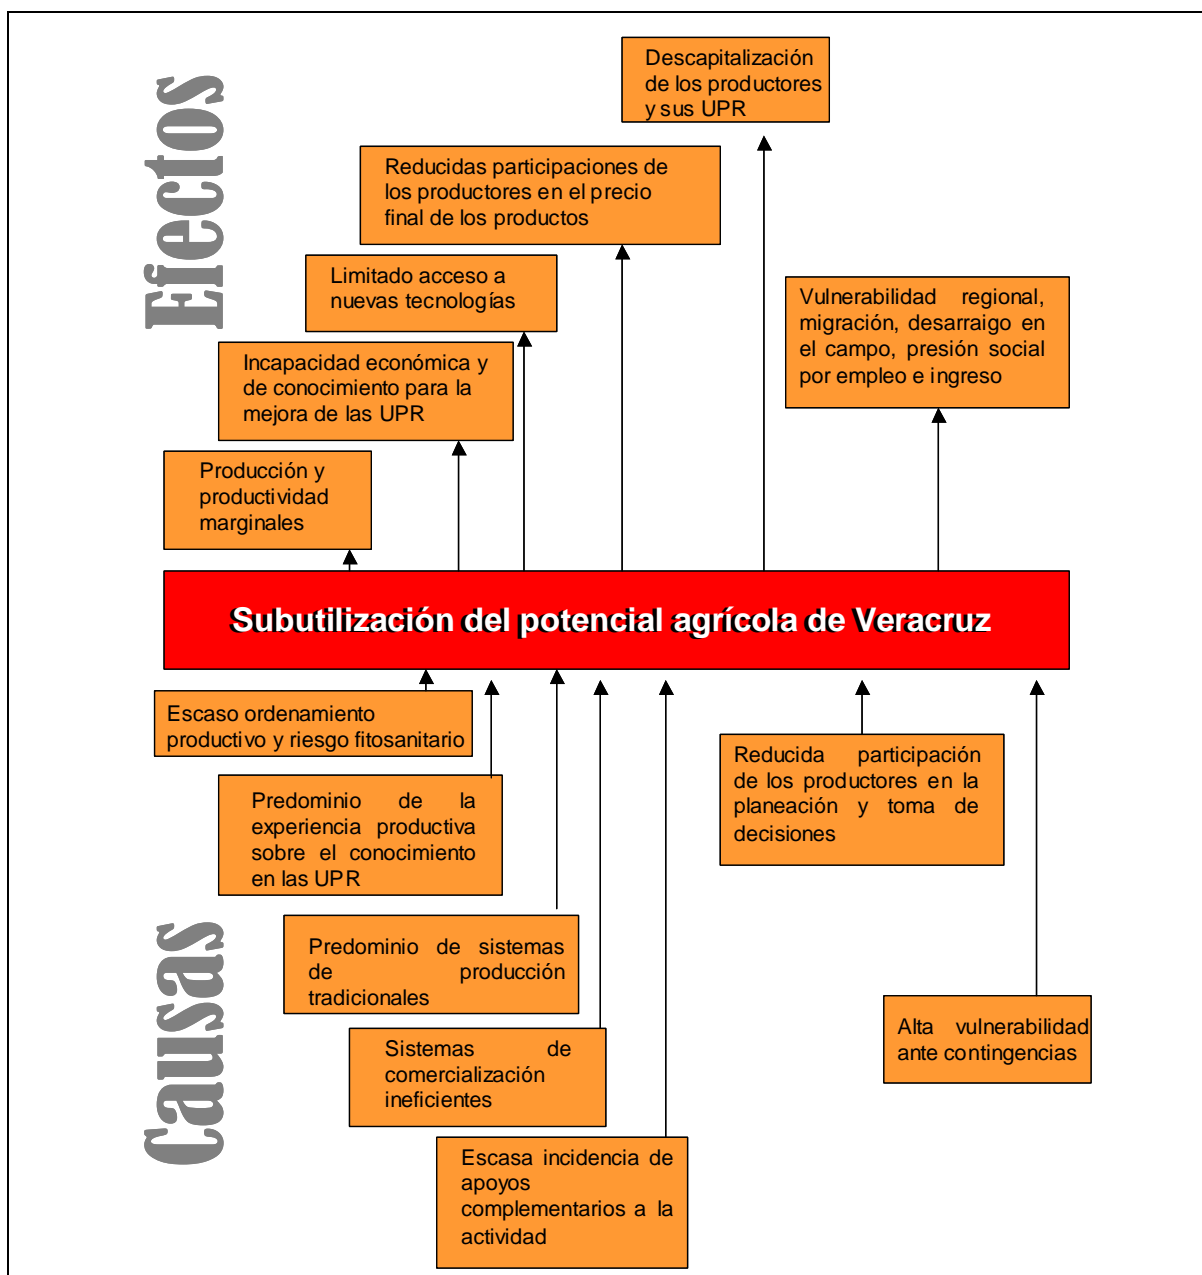 Efectos
Descapitalización
de los productores
y sus UPR
Reducidas participaciones de
los productores en el precio
final de los productos
Limitado acceso a
nuevas tecnologías
Vulnerabilidad regional,
migración, desarraigo en
el campo, presión social
por empleo e ingreso
Incapacidad económica y
de conocimiento para la
mejora de las UPR
Producción y
productividad
marginales
Subutilización del potencial agrícola de Veracruz
Escaso ordenamiento
productivo y riesgo fitosanitario
Reducida participación
de los productores en la
planeación y toma de
decisiones
Predominio de la
experiencia productiva
sobre el conocimiento
en las UPR
Causas
Predominio de sistemas
de producción
tradicionales
Alta vulnerabilidad
ante contingencias
Sistemas de
comercialización
ineficientes
Escasa incidencia de
apoyos
complementarios a la
actividad